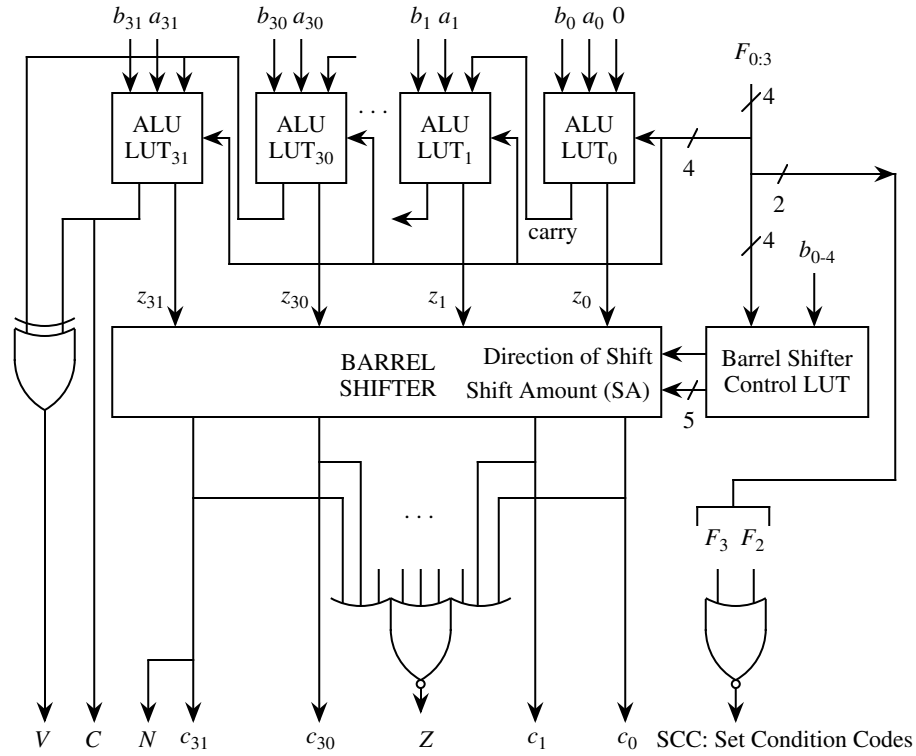 b31 a31 b30 a30 b1 a1 b0 a0 0
F0:3
4
ALU
LUT31
ALU
LUT30
. . .
ALU
LUT1
ALU
LUT0
4
2
carry
4
b0-4
z31 z30 z1 z0
BARREL
SHIFTER
Direction of Shift
Shift Amount (SA)
5
Barrel Shifter
Control LUT
. . .
F3 F2
V C N c31 c30 Z c1 c0 SCC: Set Condition Codes